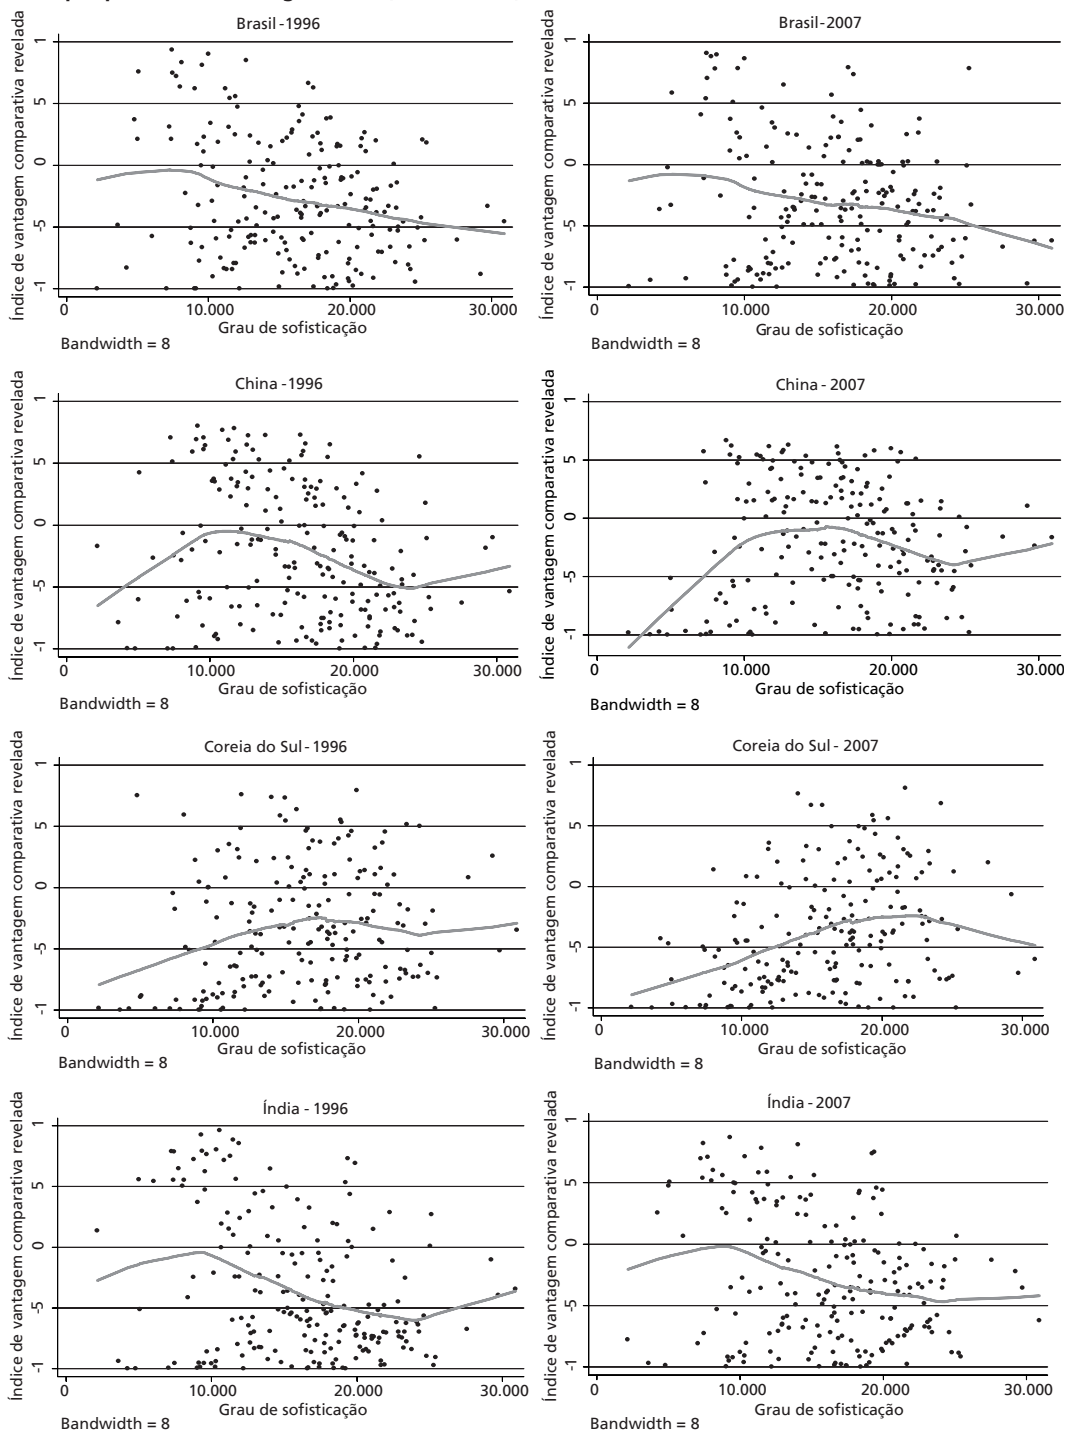 Brasil - 1996
Índice de vantagem comparativa revelada
1
5
0
-5
-1
0 10.000 20.000 30.000
Grau de sofisticação
Bandwidth = 8
Brasil - 2007
Índice de vantagem comparativa revelada
1
5
0
-5
-1
0 10.000 20.000 30.000
Grau de sofisticação
Bandwidth = 8
China - 1996
Índice de vantagem comparativa revelada
1
5
0
-5
-1
0 10.000 20.000 30.000
Grau de sofisticação
Bandwidth = 8
China - 2007
Índice de vantagem comparativa revelada
1
5
0
-5
-1
0 10.000 20.000 30.000
Grau de sofisticação
Bandwidth = 8
Coreia do Sul - 1996
Índice de vantagem comparativa revelada
1
5
0
-5
-1
0 10.000 20.000 30.000
Grau de sofisticação
Bandwidth = 8
Coreia do Sul - 2007
Índice de vantagem comparativa revelada
1
5
0
-5
-1
0 10.000 20.000 30.000
Grau de sofisticação
Bandwidth = 8
Índia - 1996
Índice de vantagem comparativa revelada
1
5
0
-5
-1
0 10.000 20.000 30.000
Grau de sofisticação
Bandwidth = 8
Índia - 2007
Índice de vantagem comparativa revelada
1
5
0
-5
-1
0 10.000 20.000 30.000
Grau de sofisticação
Bandwidth = 8